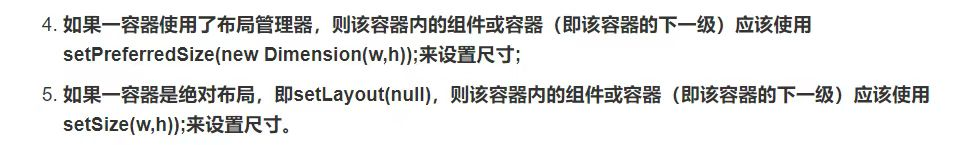 4. 如果一容器使用了布局管理器，则该容器内的组件或容器（即该容器的下一级）应该使用
setPreferredSize(new Dimension(w,h));来设置尺寸;
5. 如果一容器是绝对布局，即setLayout(null)，则该容器内的组件或容器（即该容器的下一级）应该使用
setSize(w,h));来设置尺寸。